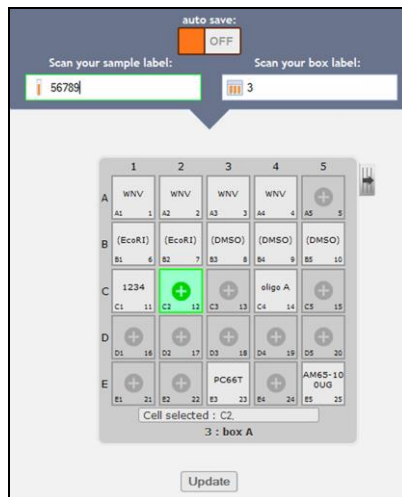 auto save:
OFF
Scan your sample label: Scan your box label:
56789 3
1 2 3 4 5
A WNV WNV WNV WNV
A1 1 A2 2 A3 3 A4 4 A5 5
B (EcoRI) (EcoRI) (DMSO) (DMSO) (DMSO)
B1 6 B2 7 B3 8 B4 9 B5 10
C 1234 oligo A
C1 11 C2 12 C3 13 C4 14 C5 15
D
D1 16 D2 17 D3 18 D4 19 D5 20
E PC66T AM65-10
0UG
E1 21 E2 22 E3 23 E4 24 E5 25
Cell selected : C2,
3 : box A
Update